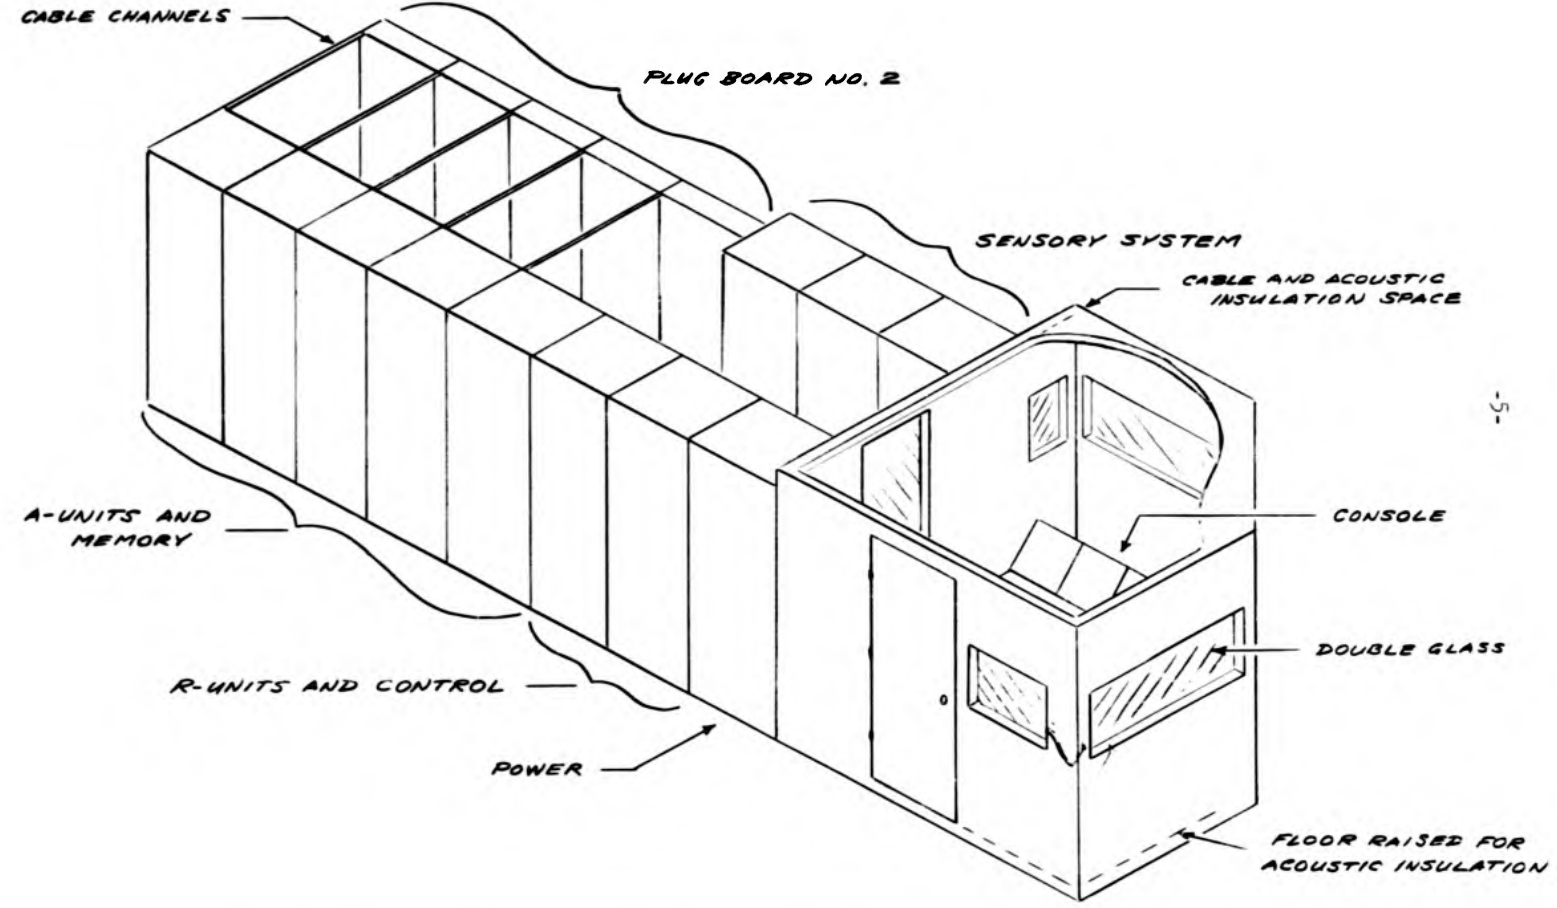 CABLE CHANNELS
PLUG BOARD NO. 2
SENSORY SYSTEM
CABLE AND ACOUSTIC
INSULATION SPACE
-5-
CONSOLE
A-UNITS AND
MEMORY
DOUBLE GLASS
R-UNITS AND CONTROL
POWER
FLOOR RAISED FOR
ACOUSTIC INSULATION